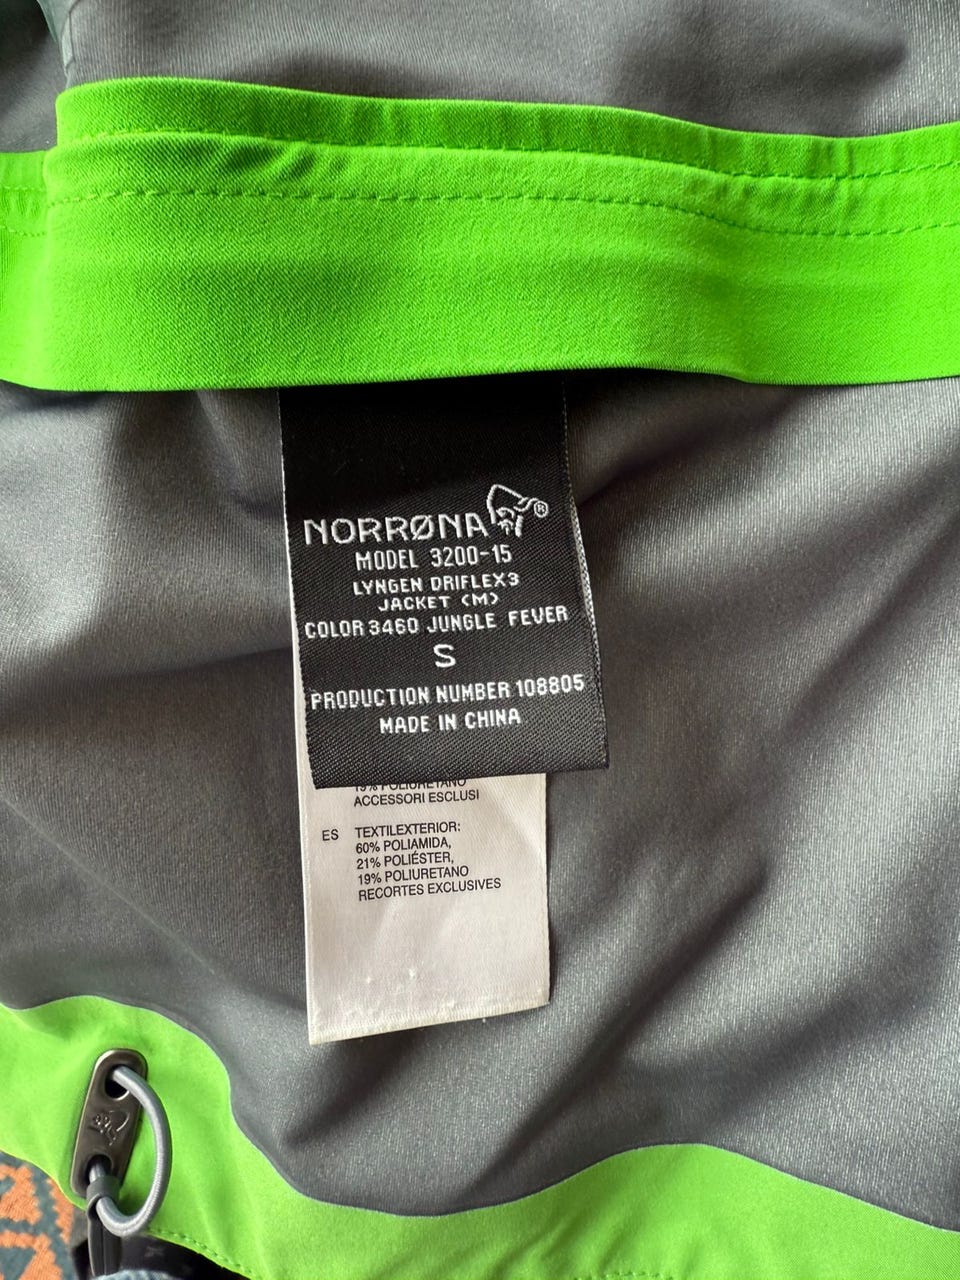 NORRØNA®
MODEL 3200-15
LYNGEN DRIFLEX3
JACKET (M)
COLOR 3460 JUNGLE FEVER
S
PRODUCTION NUMBER 108805
MADE IN CHINA
19% POLIURETANO
ACCESSORI ESCLUSI
ES TEXTILEXTERIOR:
60% POLIAMIDA,
21% POLIÉSTER,
19% POLIURETANO
RECORTES EXCLUSIVES